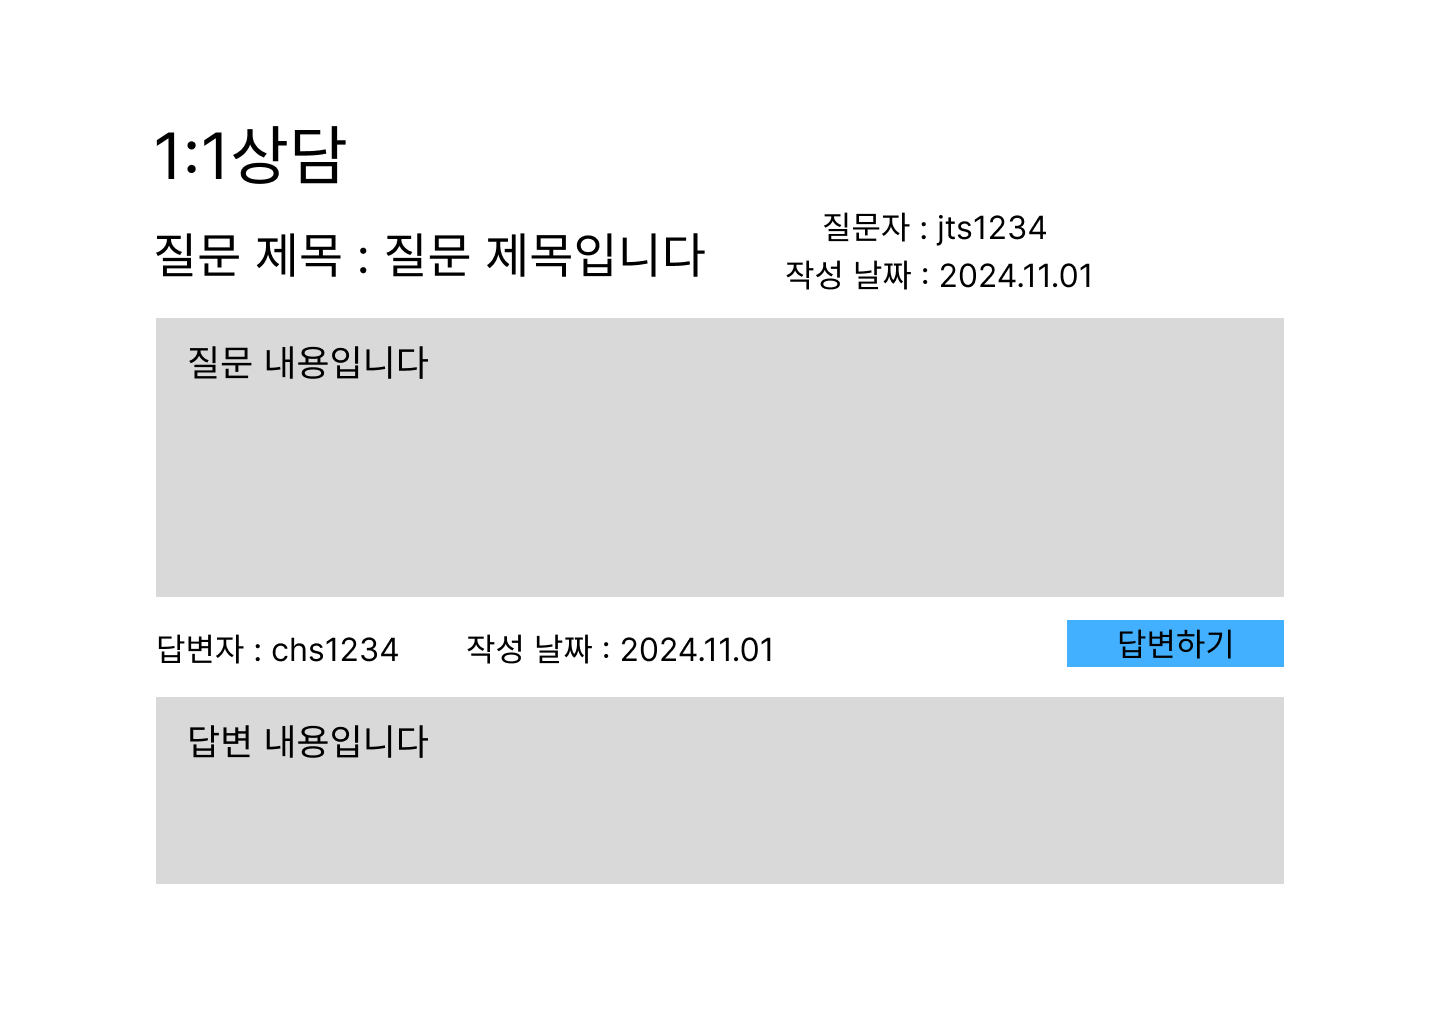 1:1상담
질문 제목 : 질문 제목입니다
질문자 : jts1234
작성 날짜 : 2024.11.01
질문 내용입니다
답변자 : chs1234
작성 날짜 : 2024.11.01
답변하기
답변 내용입니다